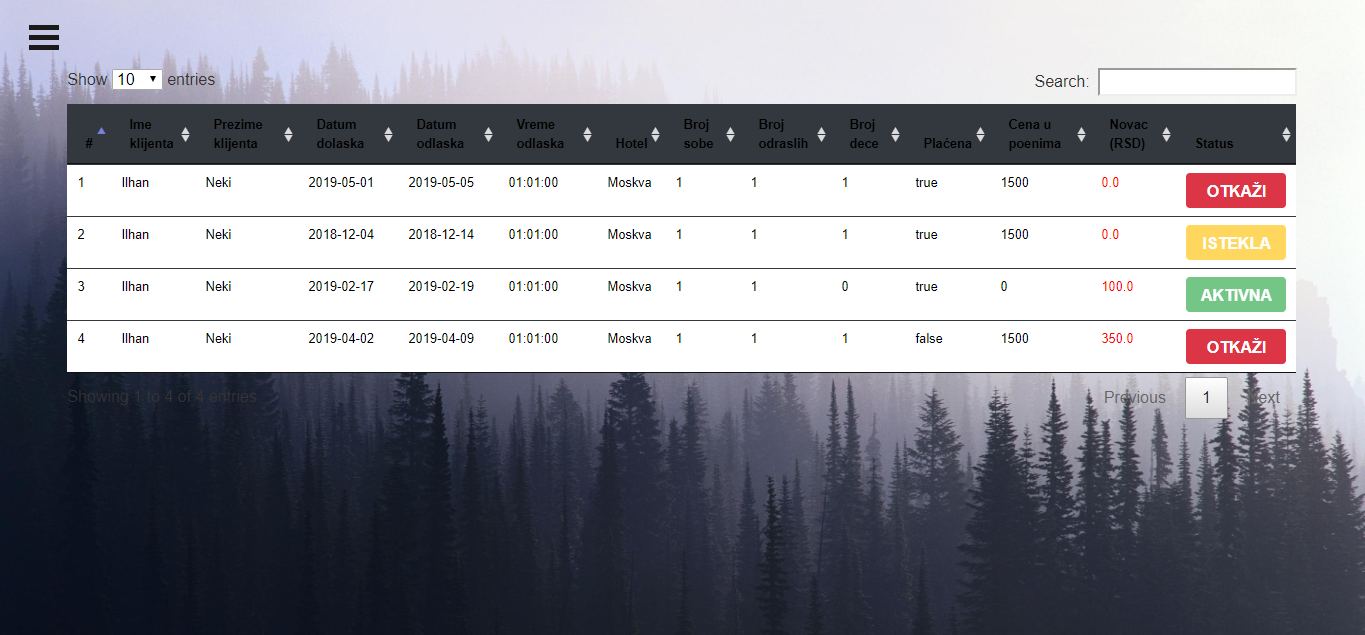 Show 10 entries
Search:
# Ime klijenta Prezime klijenta Datum dolaska Datum odlaska Vreme odlaska Hotel Broj sobe Broj odraslih Broj dece Plaćena Cena u poenima Novac (RSD) Status
1 Ilhan Neki 2019-05-01 2019-05-05 01:01:00 Moskva 1 1 1 true 1500 0.0 OTKAŽI
2 Ilhan Neki 2018-12-04 2018-12-14 01:01:00 Moskva 1 1 1 true 1500 0.0 ISTEKLA
3 Ilhan Neki 2019-02-17 2019-02-19 01:01:00 Moskva 1 1 0 true 0 100.0 AKTIVNA
4 Ilhan Neki 2019-04-02 2019-04-09 01:01:00 Moskva 1 1 1 false 1500 350.0 OTKAŽI
Showing 1 to 4 of 4 entries
Previous 1 Next